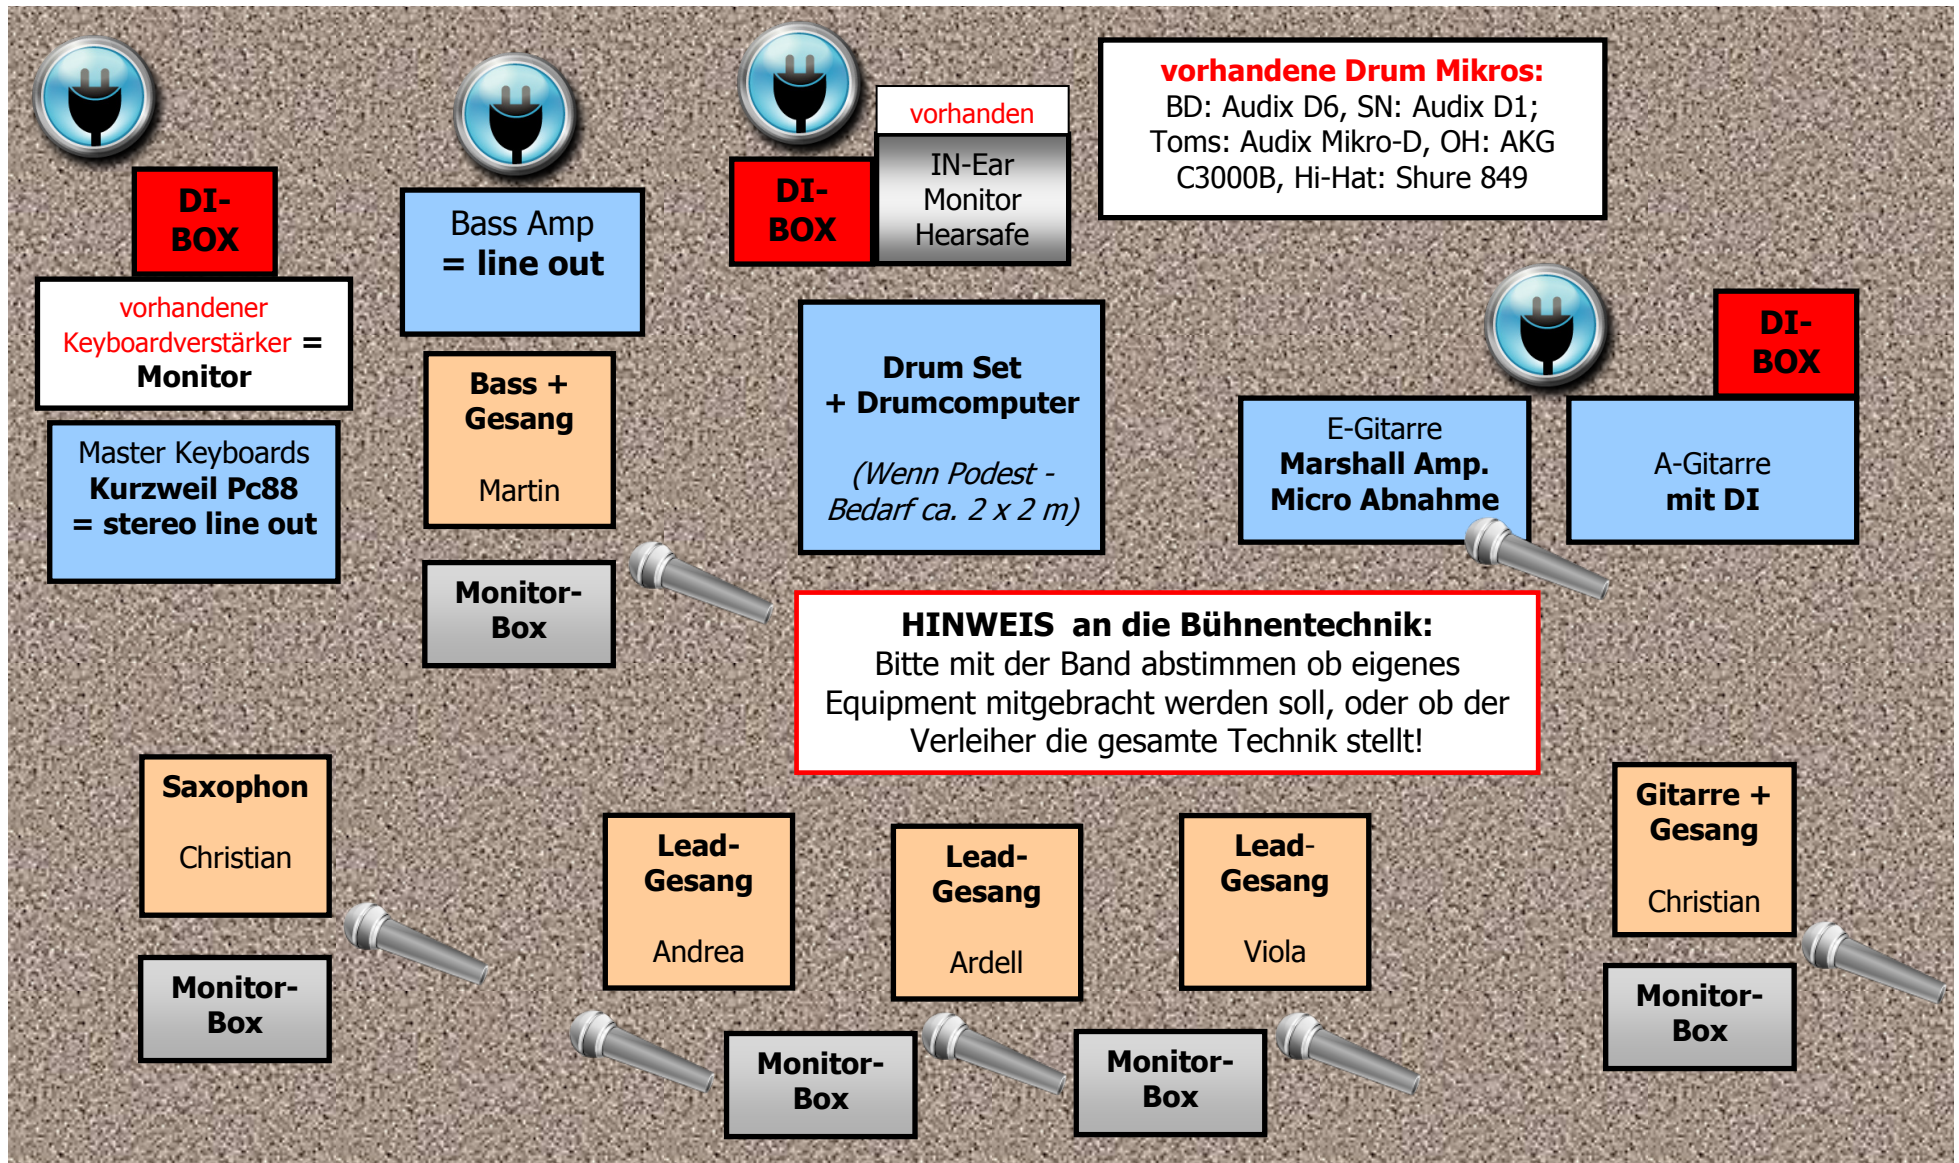 vorhandene Drum Mikros:
BD: Audix D6, SN: Audix D1;
Toms: Audix Mikro-D, OH: AKG
C3000B, Hi-Hat: Shure 849
vorhanden
IN-Ear
Monitor
Hearsafe
DI-
BOX
DI-
BOX
Bass Amp
= line out
vorhandener
Keyboardverstärker =
Monitor
Master Keyboards
Kurzweil Pc88
= stereo line out
Bass +
Gesang
Martin
Monitor-
Box
Drum Set
+ Drumcomputer
(Wenn Podest -
Bedarf ca. 2 x 2 m)
DI-
BOX
E-Gitarre
Marshall Amp.
Micro Abnahme
A-Gitarre
mit DI
HINWEIS  an die Bühnentechnik:
Bitte mit der Band abstimmen ob eigenes
Equipment mitgebracht werden soll, oder ob der
Verleiher die gesamte Technik stellt!
Saxophon
Christian
Monitor-
Box
Lead-
Gesang
Andrea
Lead-
Gesang
Ardell
Lead-
Gesang
Viola
Gitarre +
Gesang
Christian
Monitor-
Box
Monitor-
Box
Monitor-
Box